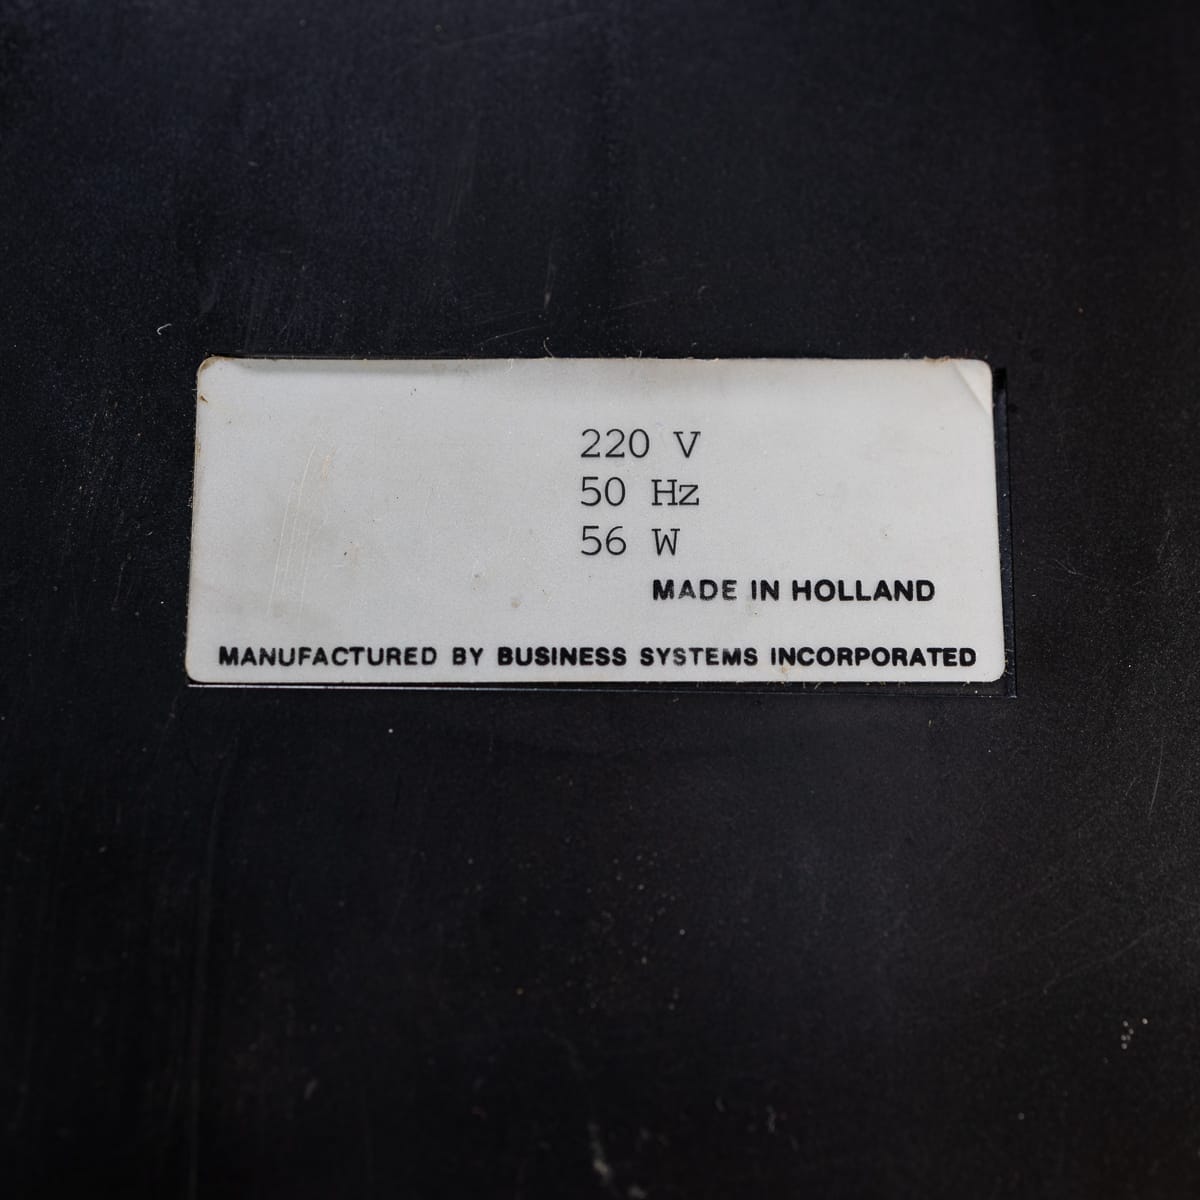 220 V
50 Hz
56 W
MADE IN HOLLAND
MANUFACTURED BY BUSINESS SYSTEMS INCORPORATED